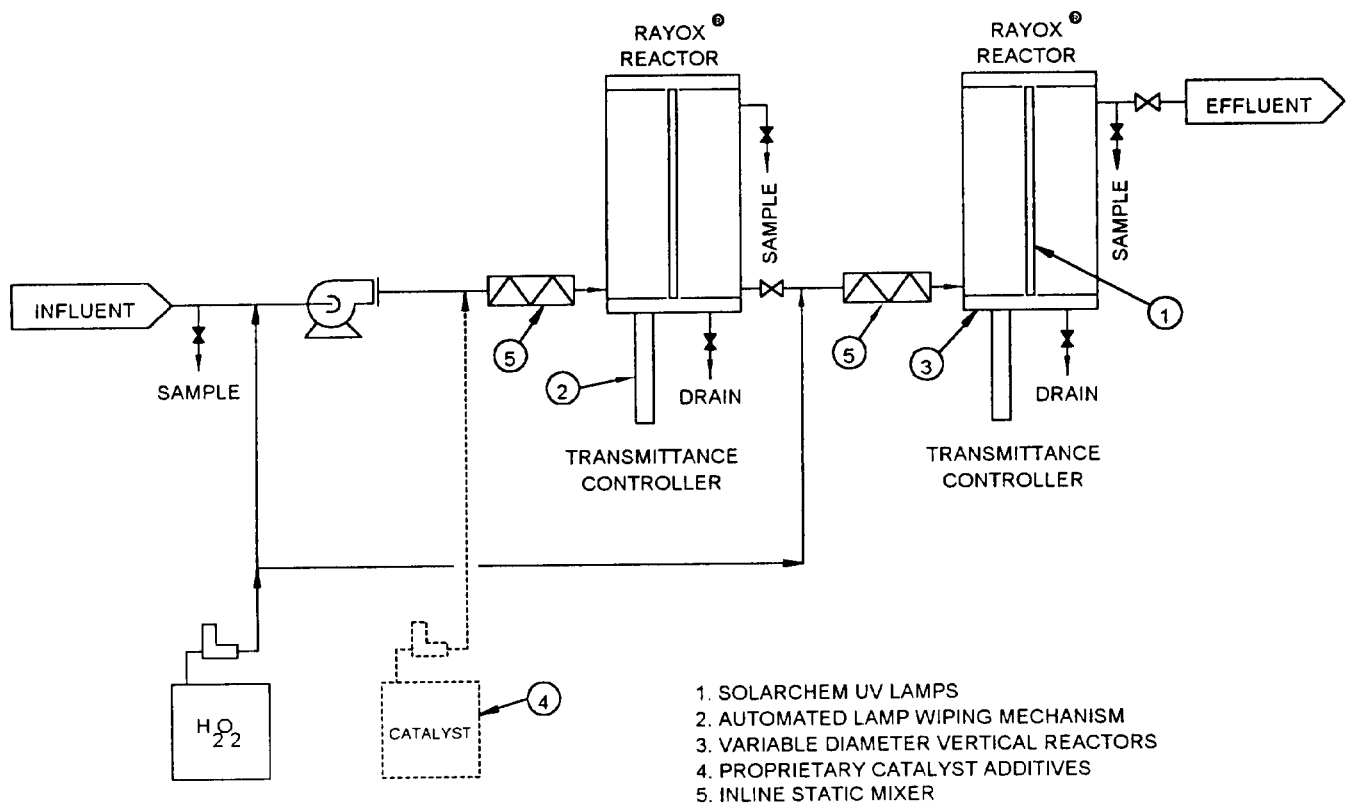 RAYOX ®
REACTOR
RAYOX ®
REACTOR
EFFLUENT
SAMPLE
SAMPLE
INFLUENT
SAMPLE
5
2
DRAIN
5
3
DRAIN
1
TRANSMITTANCE
CONTROLLER
TRANSMITTANCE
CONTROLLER
H2O2
CATALYST
4
1. SOLARCHEM UV LAMPS
2. AUTOMATED LAMP WIPING MECHANISM
3. VARIABLE DIAMETER VERTICAL REACTORS
4. PROPRIETARY CATALYST ADDITIVES
5. INLINE STATIC MIXER